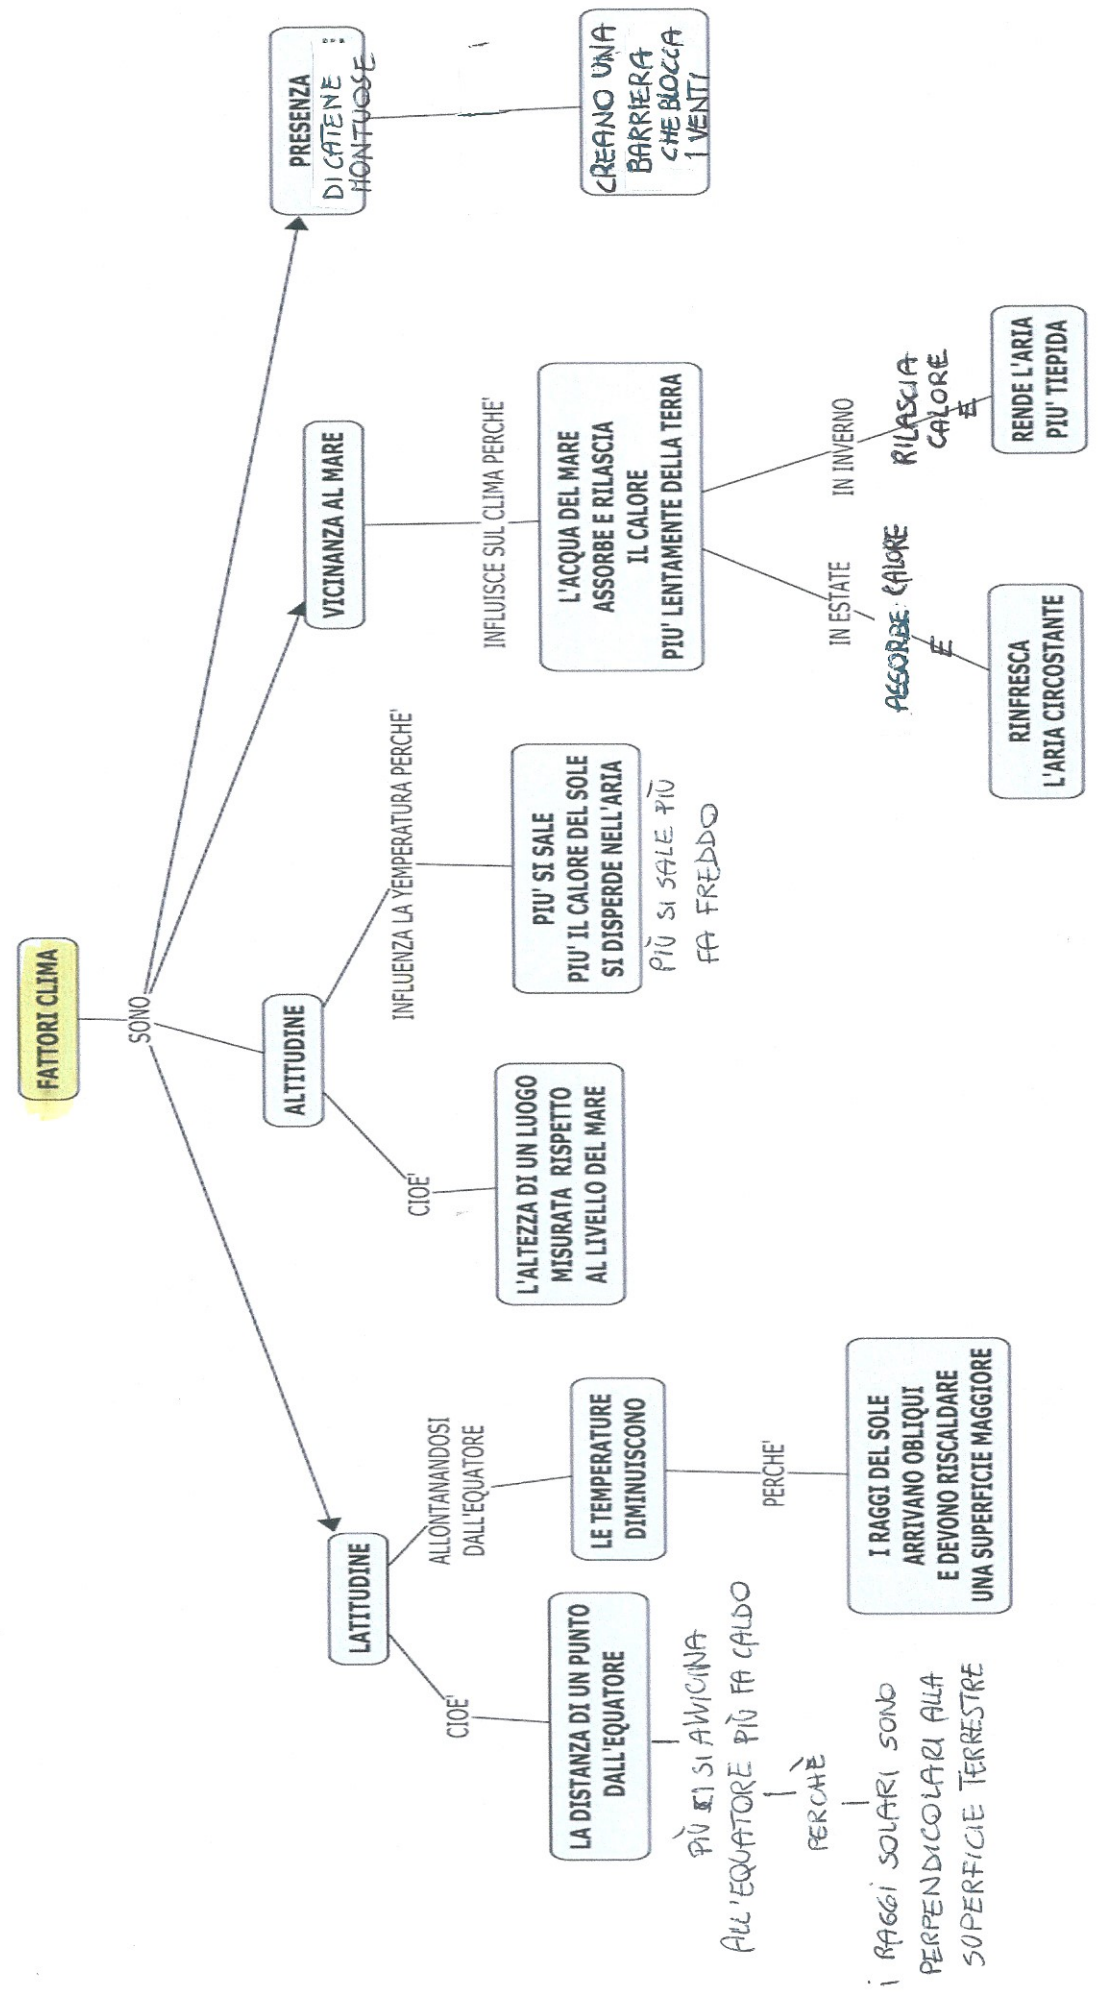 FATTORI CLIMA
SONO
LATITUDINE
CIOE'
LA DISTANZA DI UN PUNTO
DALL'EQUATORE
PIÙ SI AVVICINA
ALL'EQUATORE PIÙ FA CALDO
PERCHÈ
I RAGGI SOLARI SONO
PERPENDICOLARI ALLA
SUPERFICIE TERRESTRE
ALLONTANANDOSI
DALL'EQUATORE
LE TEMPERATURE
DIMINUISCONO
PERCHE'
I RAGGI DEL SOLE
ARRIVANO OBLIQUI
E DEVONO RISCALDARE
UNA SUPERFICIE MAGGIORE
ALTITUDINE
CIOE'
L'ALTEZZA DI UN LUOGO
MISURATA RISPETTO
AL LIVELLO DEL MARE
INFLUENZA LA YEMPERATURA PERCHE'
PIU' SI SALE
PIU' IL CALORE DEL SOLE
SI DISPERDE NELL'ARIA
PIÙ SI SALE PIÙ
FA FREDDO
VICINANZA AL MARE
INFLUISCE SUL CLIMA PERCHE'
L'ACQUA DEL MARE
ASSORBE E RILASCIA
IL CALORE
PIU' LENTAMENTE DELLA TERRA
IN ESTATE
ASSORBE CALORE
E
RINFRESCA
L'ARIA CIRCOSTANTE
IN INVERNO
RILASCIA
CALORE
E
RENDE L'ARIA
PIU' TIEPIDA
PRESENZA
DI CATENE
MONTUOSE
CREANO UNA
BARRIERA
CHE BLOCCA
I VENTI